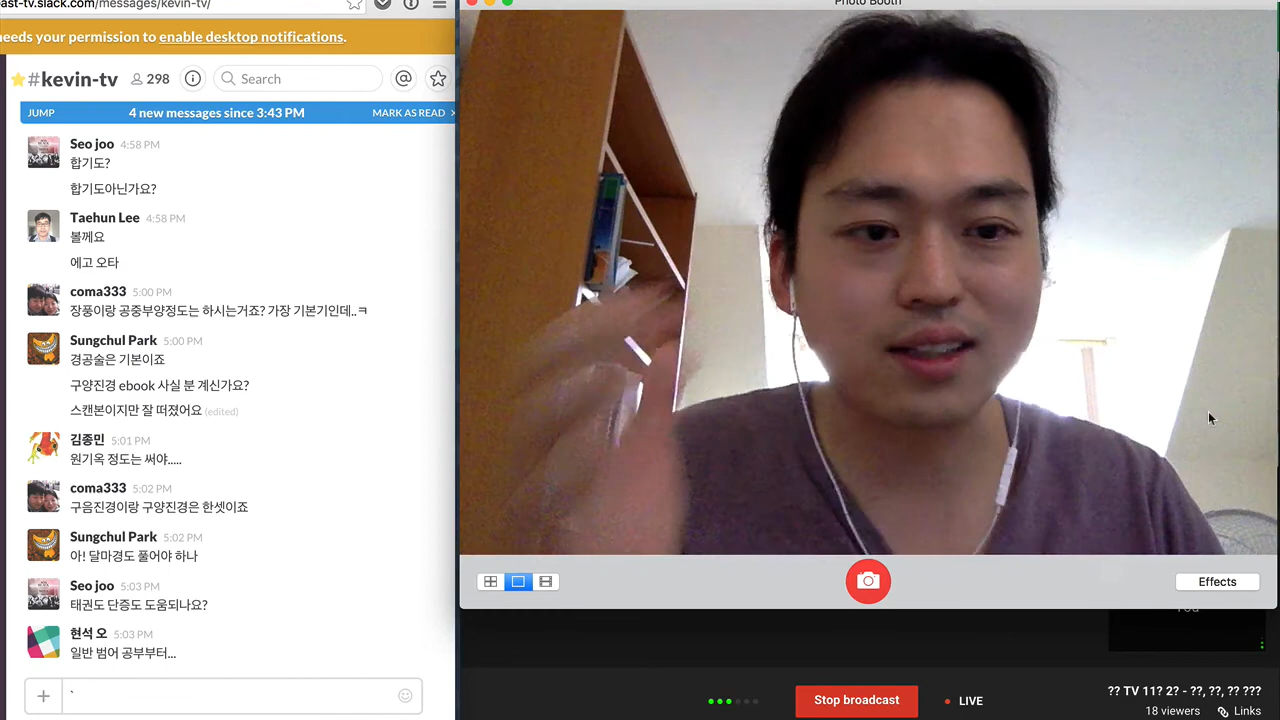 ast-tv.slack.com/messages/kevin-tv/
eeds your permission to enable desktop notifications.
#kevin-tv 298 Search
JUMP 4 new messages since 3:43 PM MARK AS READ
Seo joo 4:58 PM
합기도?
합기도아닌가요?
Taehun Lee 4:58 PM
볼께요
에고 오타
coma333 5:00 PM
장풍이랑 공중부양정도는 하시는거죠? 가장 기본기인데..ㅋ
Sungchul Park 5:00 PM
경공술은 기본이죠
구양진경 ebook 사실 분 계신가요?
스캔본이지만 잘 떠졌어요 (edited)
김종민 5:01 PM
원기옥 정도는 써야.....
coma333 5:02 PM
구음진경이랑 구양진경은 한셋이죠
Sungchul Park 5:02 PM
아! 달마경도 풀어야 하나
Seo joo 5:03 PM
태권도 단증도 도움되나요?
현석 오 5:03 PM
일반 범어 공부부터...
+ `
Photo Booth
Effects
You
Stop broadcast
LIVE
?? TV 11? 2? - ??, ??, ?? ???
18 viewers Links